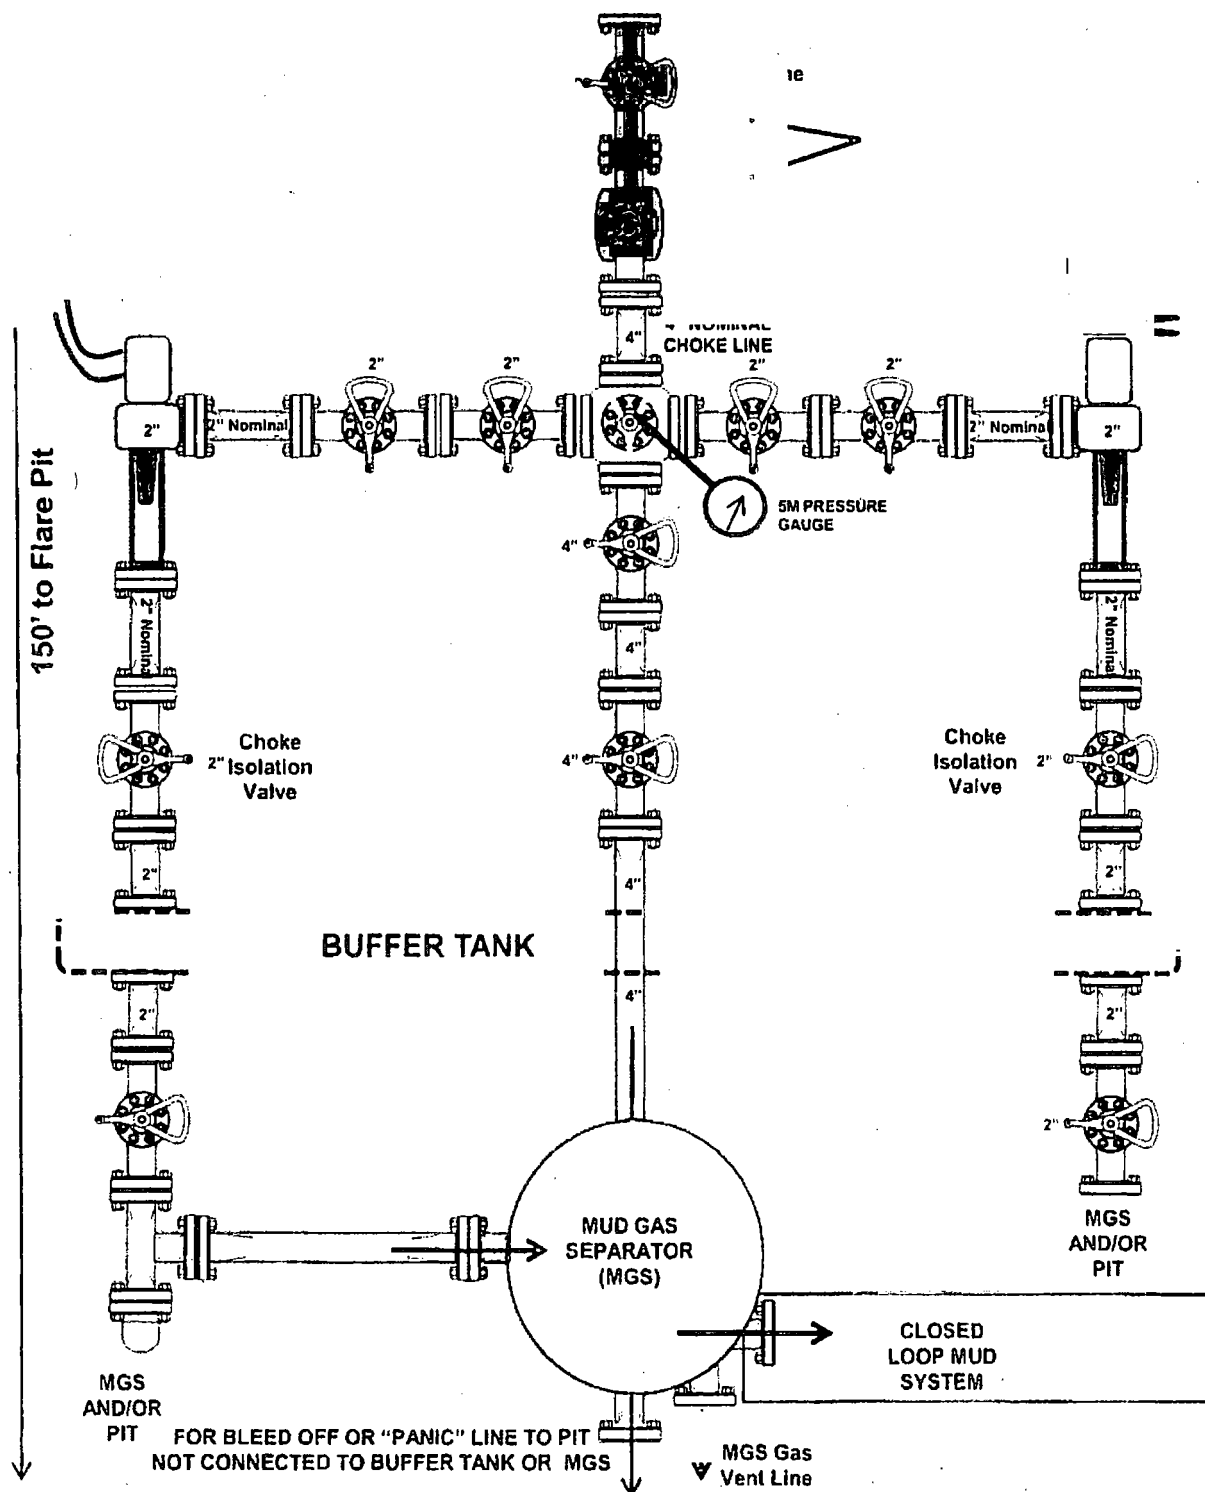 4"
CHOKE LINE
2"
2"
2"
2"
2"
2" Nominal
2" Nominal
2"
5M PRESSURE
GAUGE
4"
150' to Flare Pit
2" Nominal
4"
2" Nominal
Choke
2" Isolation
Valve
4"
Choke
Isolation 2"
Valve
2"
4"
2"
BUFFER TANK
4"
2"
2"
2"
MUD GAS
SEPARATOR
(MGS)
MGS
AND/OR
PIT
CLOSED
LOOP MUD
SYSTEM
MGS
AND/OR
PIT
FOR BLEED OFF OR "PANIC" LINE TO PIT
NOT CONNECTED TO BUFFER TANK OR MGS
MGS Gas
Vent Line